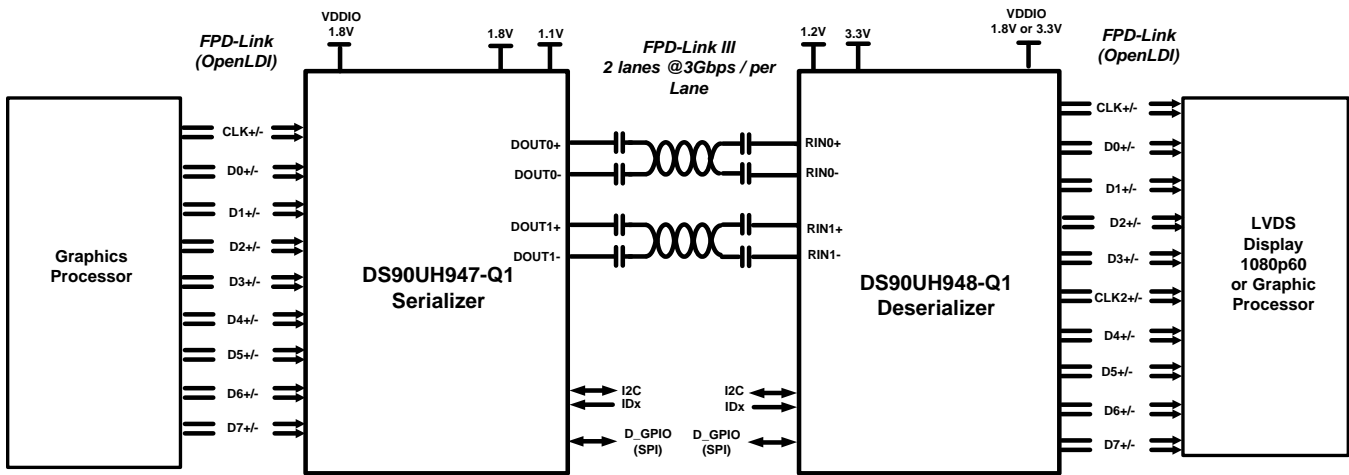 FPD-Link
(OpenLDI)
VDDIO
1.8V
1.8V
1.1V
FPD-Link III
2 lanes @3Gbps / per
Lane
1.2V
3.3V
VDDIO
1.8V or 3.3V
FPD-Link
(OpenLDI)
Graphics
Processor
CLK+/-
D0+/-
D1+/-
D2+/-
D3+/-
D4+/-
D5+/-
D6+/-
D7+/-
DS90UH947-Q1
Serializer
DOUT0+
DOUT0-
DOUT1+
DOUT1-
I2C
IDx
D_GPIO
(SPI)
RIN0+
RIN0-
RIN1+
RIN1-
I2C
IDx
D_GPIO
(SPI)
DS90UH948-Q1
Deserializer
CLK+/-
D0+/-
D1+/-
D2+/-
D3+/-
CLK2+/-
D4+/-
D5+/-
D6+/-
D7+/-
LVDS
Display
1080p60
or Graphic
Processor